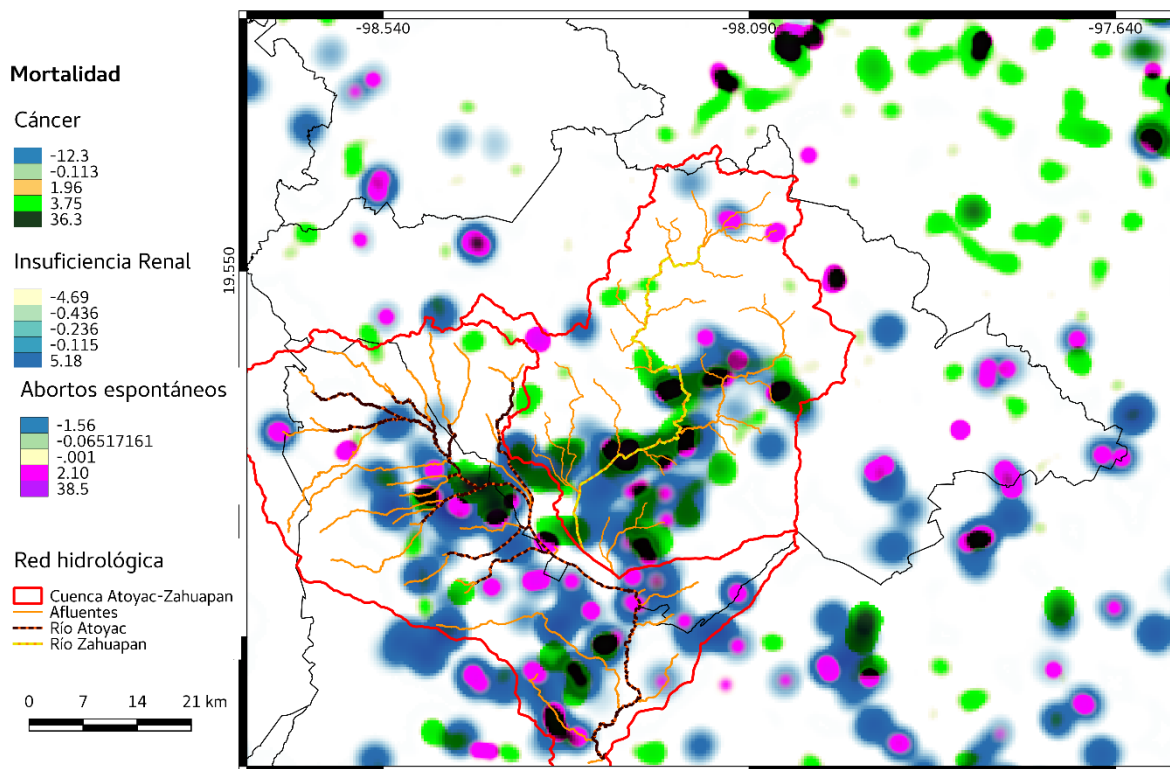 Mortalidad
Cáncer
-12.3
-0.113
1.96
3.75
36.3
Insuficiencia Renal
-4.69
-0.436
-0.236
-0.115
5.18
Abortos espontáneos
-1.56
-0.06517161
-.001
2.10
38.5
Red hidrológica
Cuenca Atoyac-Zahuapan
Afluentes
Río Atoyac
Río Zahuapan
0 7 14 21 km
-98.540 -98.090 -97.640
19.550